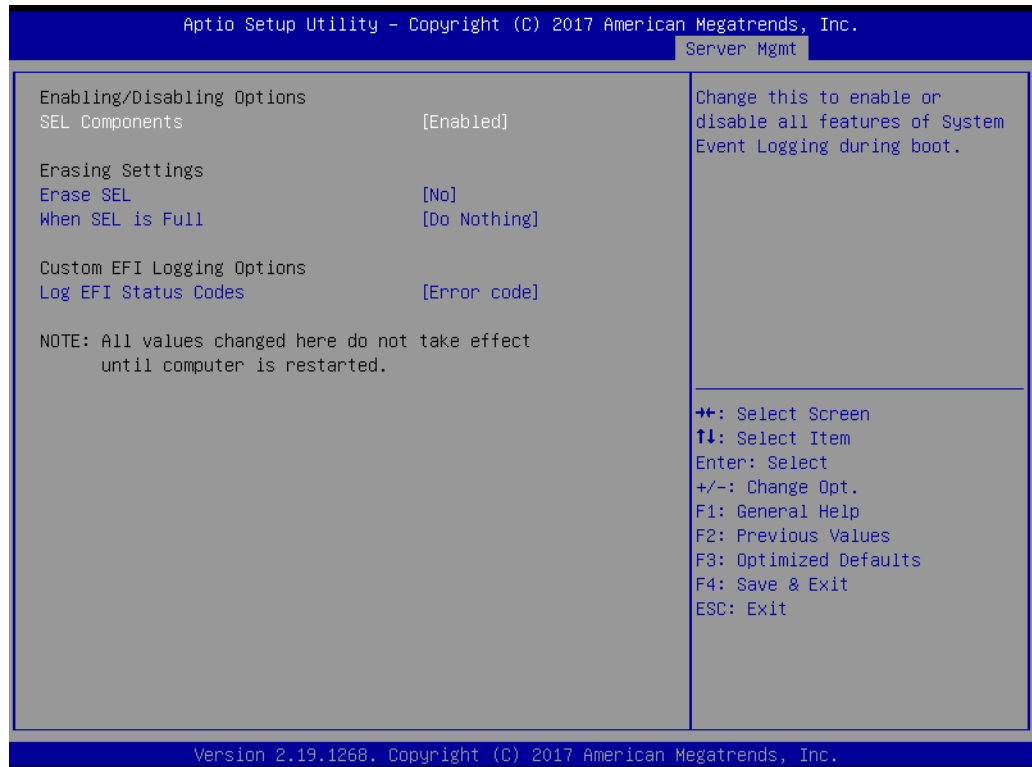 Aptio Setup Utility – Copyright (C) 2017 American Megatrends, Inc.
Server Mgmt
Enabling/Disabling Options
SEL Components [Enabled]
Erasing Settings
Erase SEL [No]
When SEL is Full [Do Nothing]
Custom EFI Logging Options
Log EFI Status Codes [Error code]
NOTE: All values changed here do not take effect
until computer is restarted.
Change this to enable or
disable all features of System
Event Logging during boot.
→←: Select Screen
↑↓: Select Item
Enter: Select
+/-: Change Opt.
F1: General Help
F2: Previous Values
F3: Optimized Defaults
F4: Save & Exit
ESC: Exit
Version 2.19.1268. Copyright (C) 2017 American Megatrends, Inc.